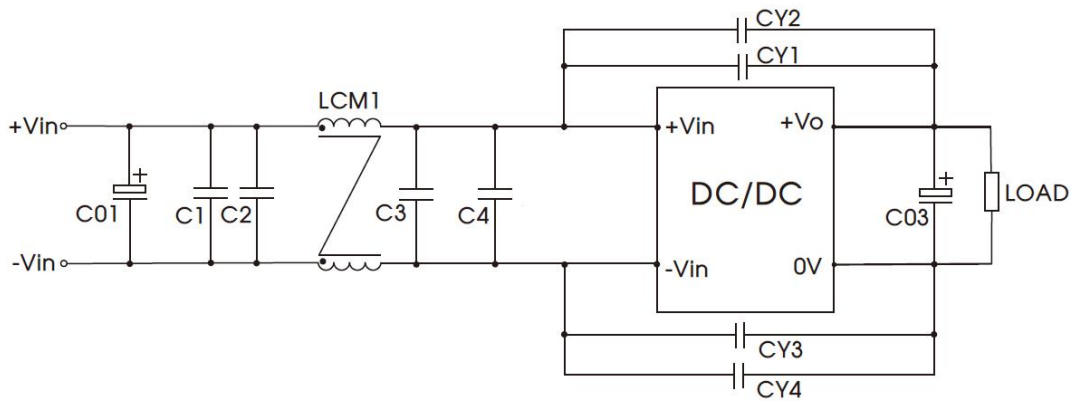 CY2
CY1
LCM1
+Vin
+Vin
+Vo
+
+
C01
C1
C2
C3
C4
DC/DC
C03
LOAD
-Vin
-Vin
0V
CY3
CY4